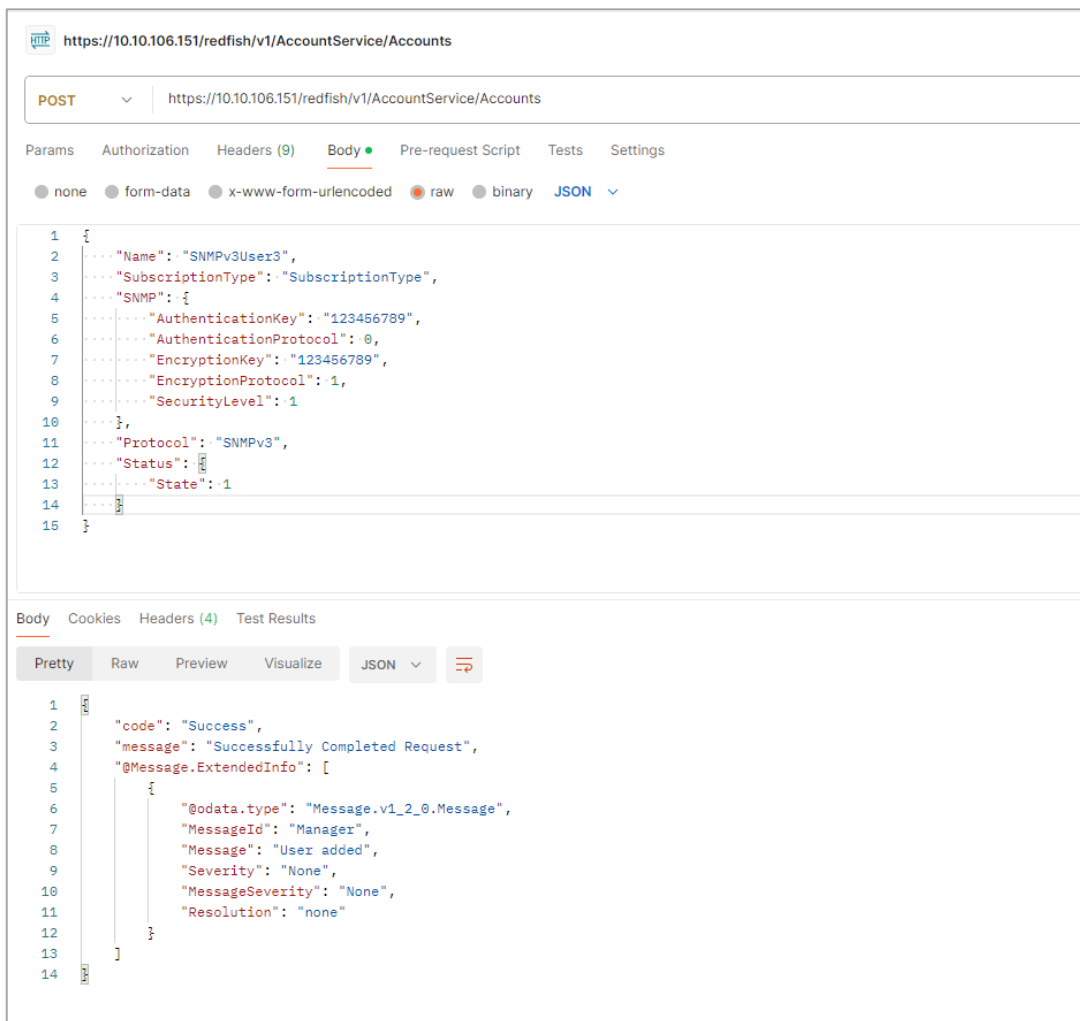 HTTP https://10.10.106.151/redfish/v1/AccountService/Accounts
POST https://10.10.106.151/redfish/v1/AccountService/Accounts
Params Authorization Headers (9) Body Pre-request Script Tests Settings
none form-data x-www-form-urlencoded raw binary JSON
1 {
2 "Name": "SNMPv3User3",
3 "SubscriptionType": "SubscriptionType",
4 "SNMP": {
5 "AuthenticationKey": "123456789",
6 "AuthenticationProtocol": 0,
7 "EncryptionKey": "123456789",
8 "EncryptionProtocol": 1,
9 "SecurityLevel": 1
10 },
11 "Protocol": "SNMPv3",
12 "Status": {
13 "State": 1
14 }
15 }
Body Cookies Headers (4) Test Results
Pretty Raw Preview Visualize JSON
1 {
2 "code": "Success",
3 "message": "Successfully Completed Request",
4 "@Message.ExtendedInfo": [
5 {
6 "@odata.type": "Message.v1_2_0.Message",
7 "MessageId": "Manager",
8 "Message": "User added",
9 "Severity": "None",
10 "MessageSeverity": "None",
11 "Resolution": "none"
12 }
13 ]
14 }